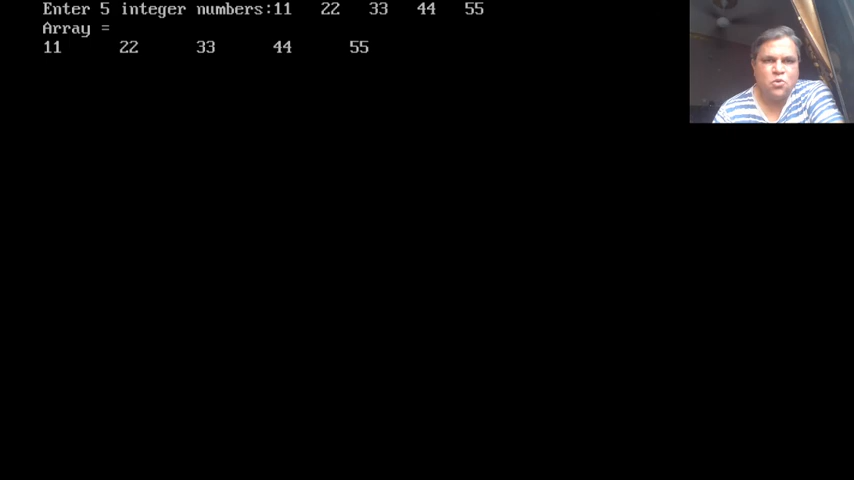 Enter 5 integer numbers:11 22 33 44 55
Array =
11 22 33 44 55